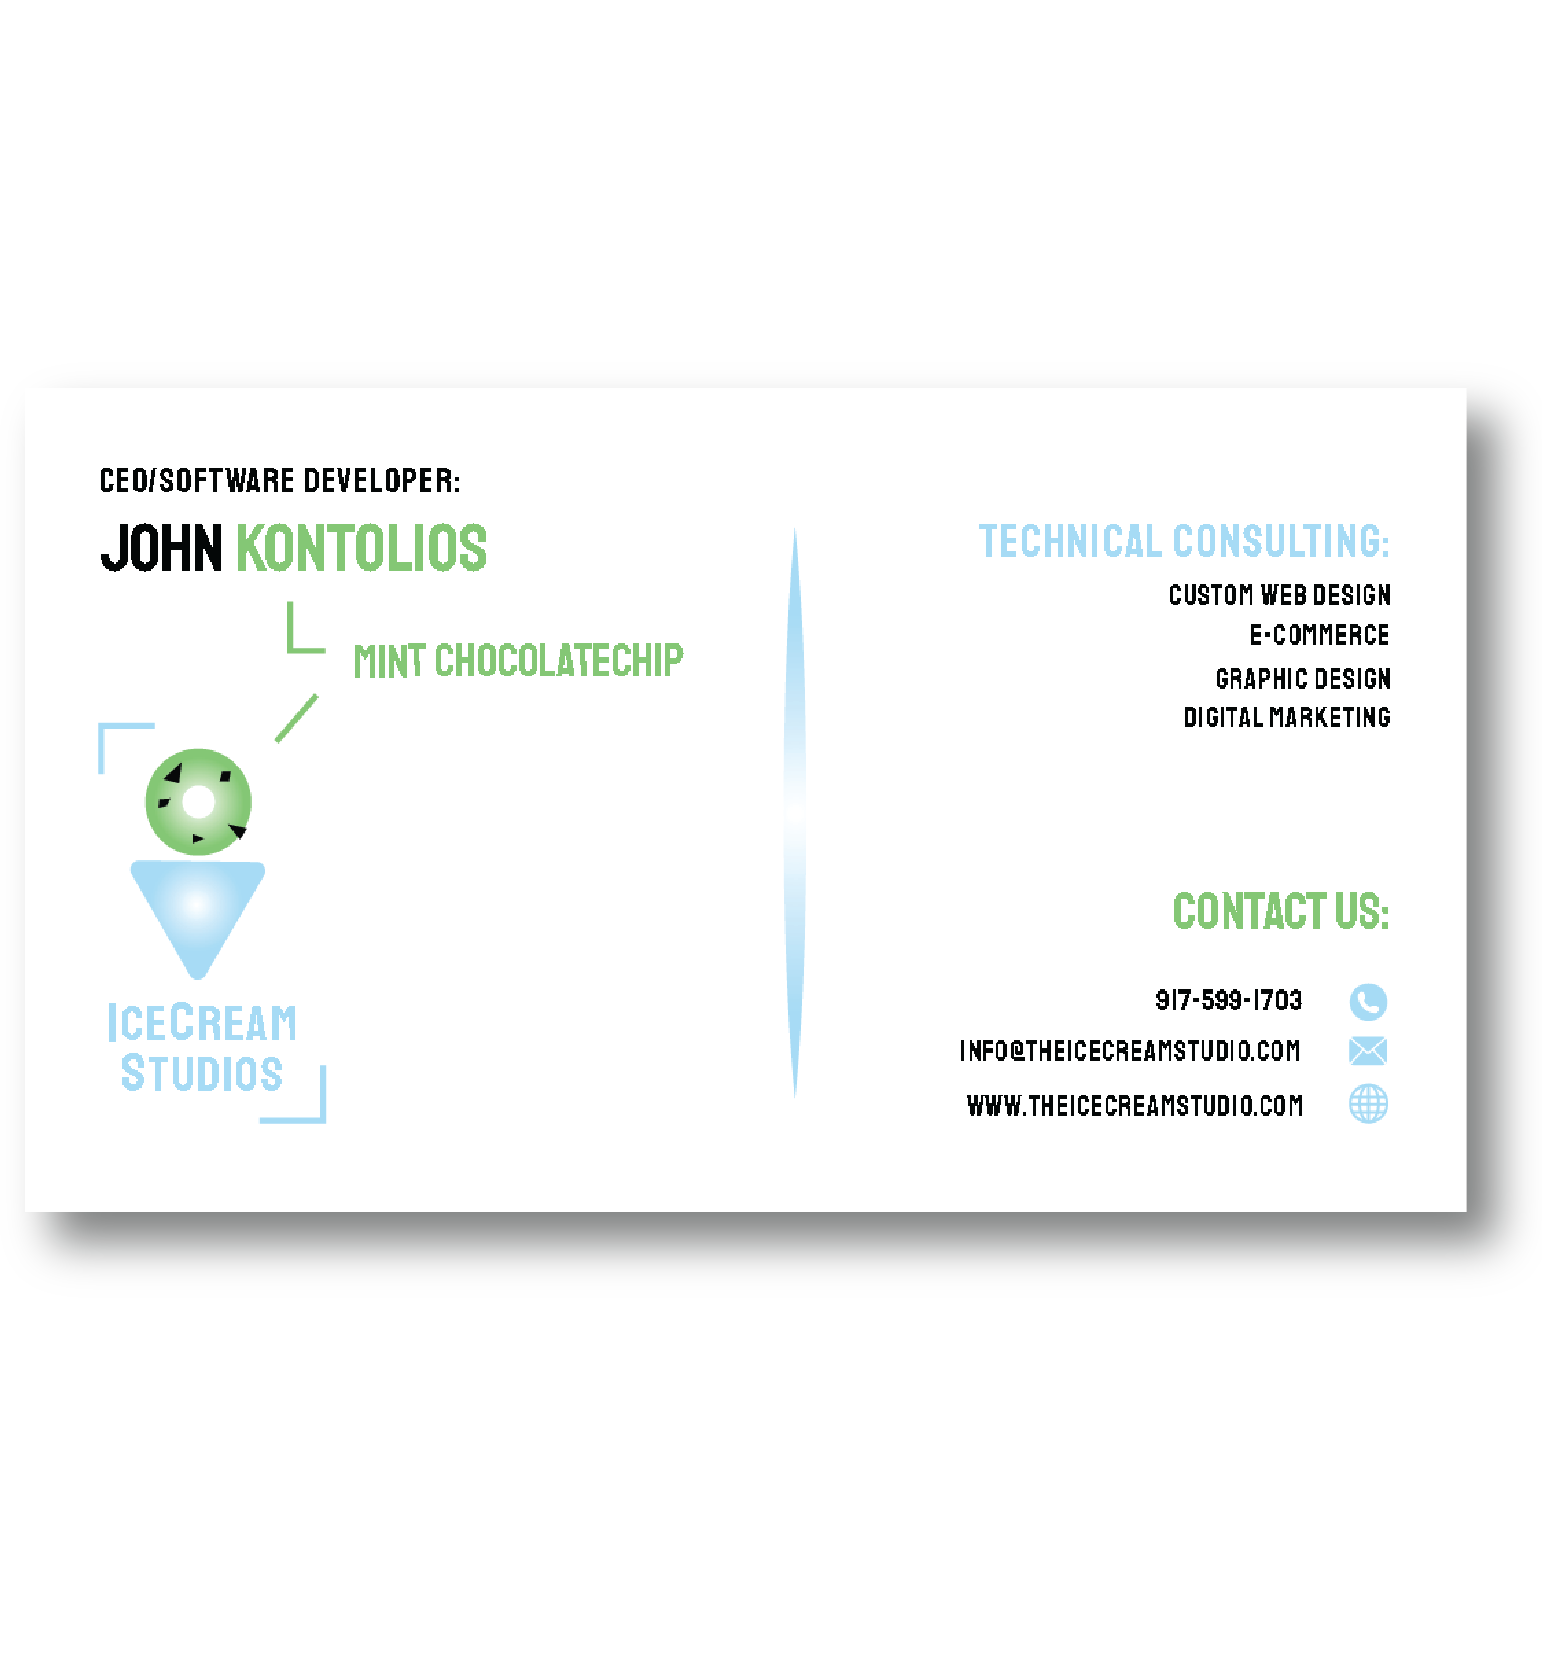 CEO/SOFTWARE DEVELOPER:
JOHN KONTOLIOS
MINT CHOCOLATECHIP
ICECREAM
STUDIOS
TECHNICAL CONSULTING:
CUSTOM WEB DESIGN
E-COMMERCE
GRAPHIC DESIGN
DIGITAL MARKETING
CONTACT US:
917-599-1703
INFO@THEICECREAMSTUDIO.COM
WWW.THEICECREAMSTUDIO.COM